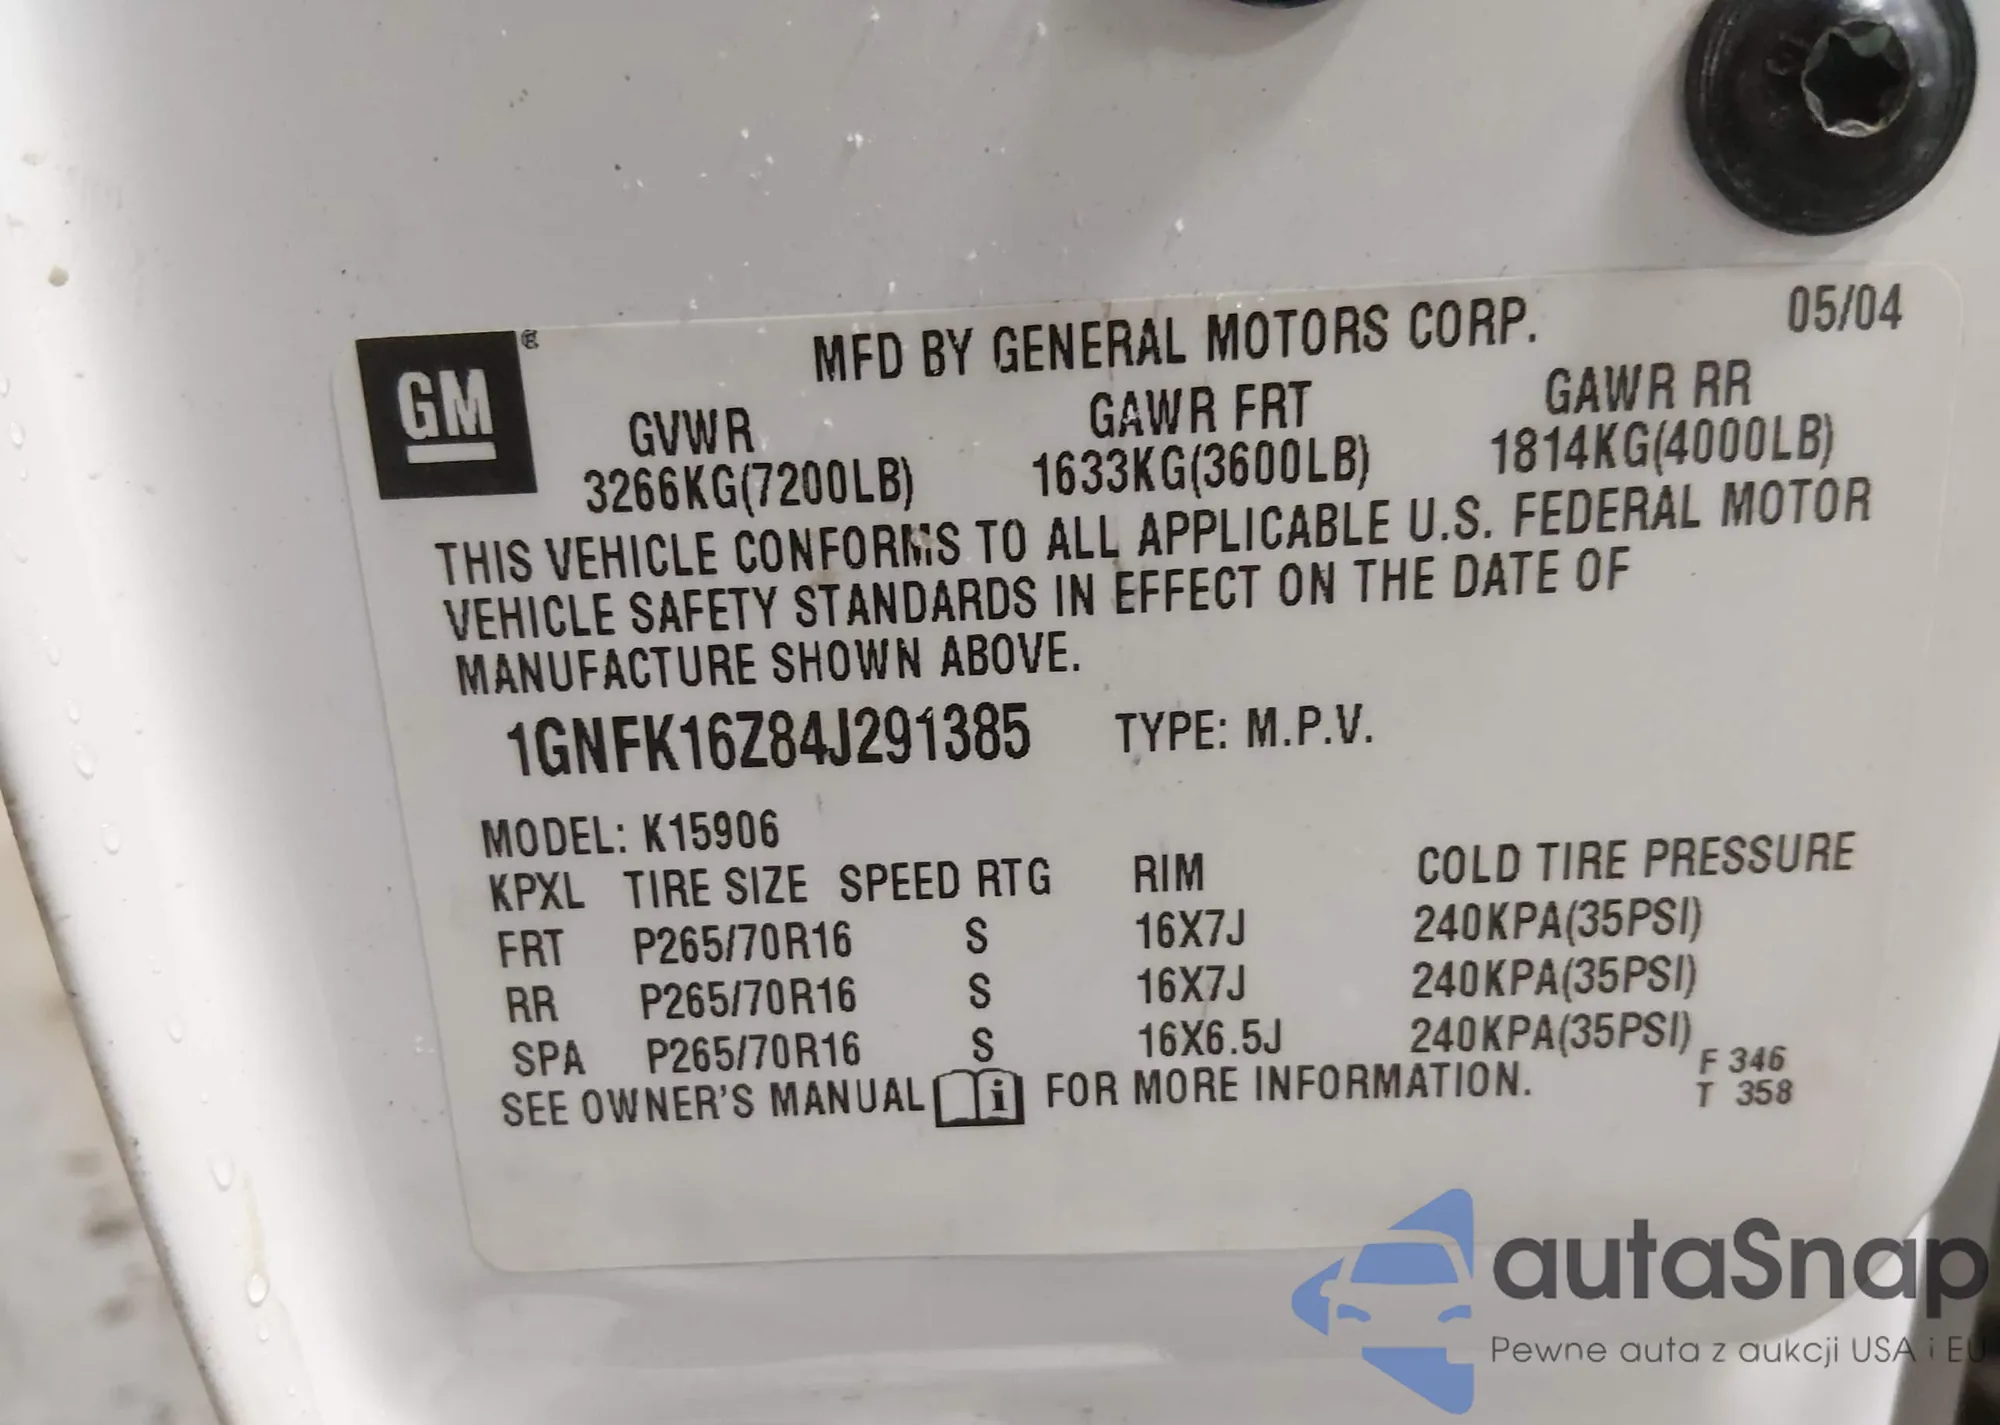 GM
®
MFD BY GENERAL MOTORS CORP. 05/04
GVWR GAWR FRT GAWR RR
3266KG(7200LB) 1633KG(3600LB) 1814KG(4000LB)
THIS VEHICLE CONFORMS TO ALL APPLICABLE U.S. FEDERAL MOTOR
VEHICLE SAFETY STANDARDS IN EFFECT ON THE DATE OF
MANUFACTURE SHOWN ABOVE.
1GNFK16Z84J291385 TYPE: M.P.V.
MODEL: K15906
KPXL TIRE SIZE SPEED RTG RIM COLD TIRE PRESSURE
FRT P265/70R16 S 16X7J 240KPA(35PSI)
RR P265/70R16 S 16X7J 240KPA(35PSI)
SPA P265/70R16 S 16X6.5J 240KPA(35PSI)
SEE OWNER'S MANUAL i FOR MORE INFORMATION.
F 346
T 358
autaSnap
Pewne auta z aukcji USA i EU